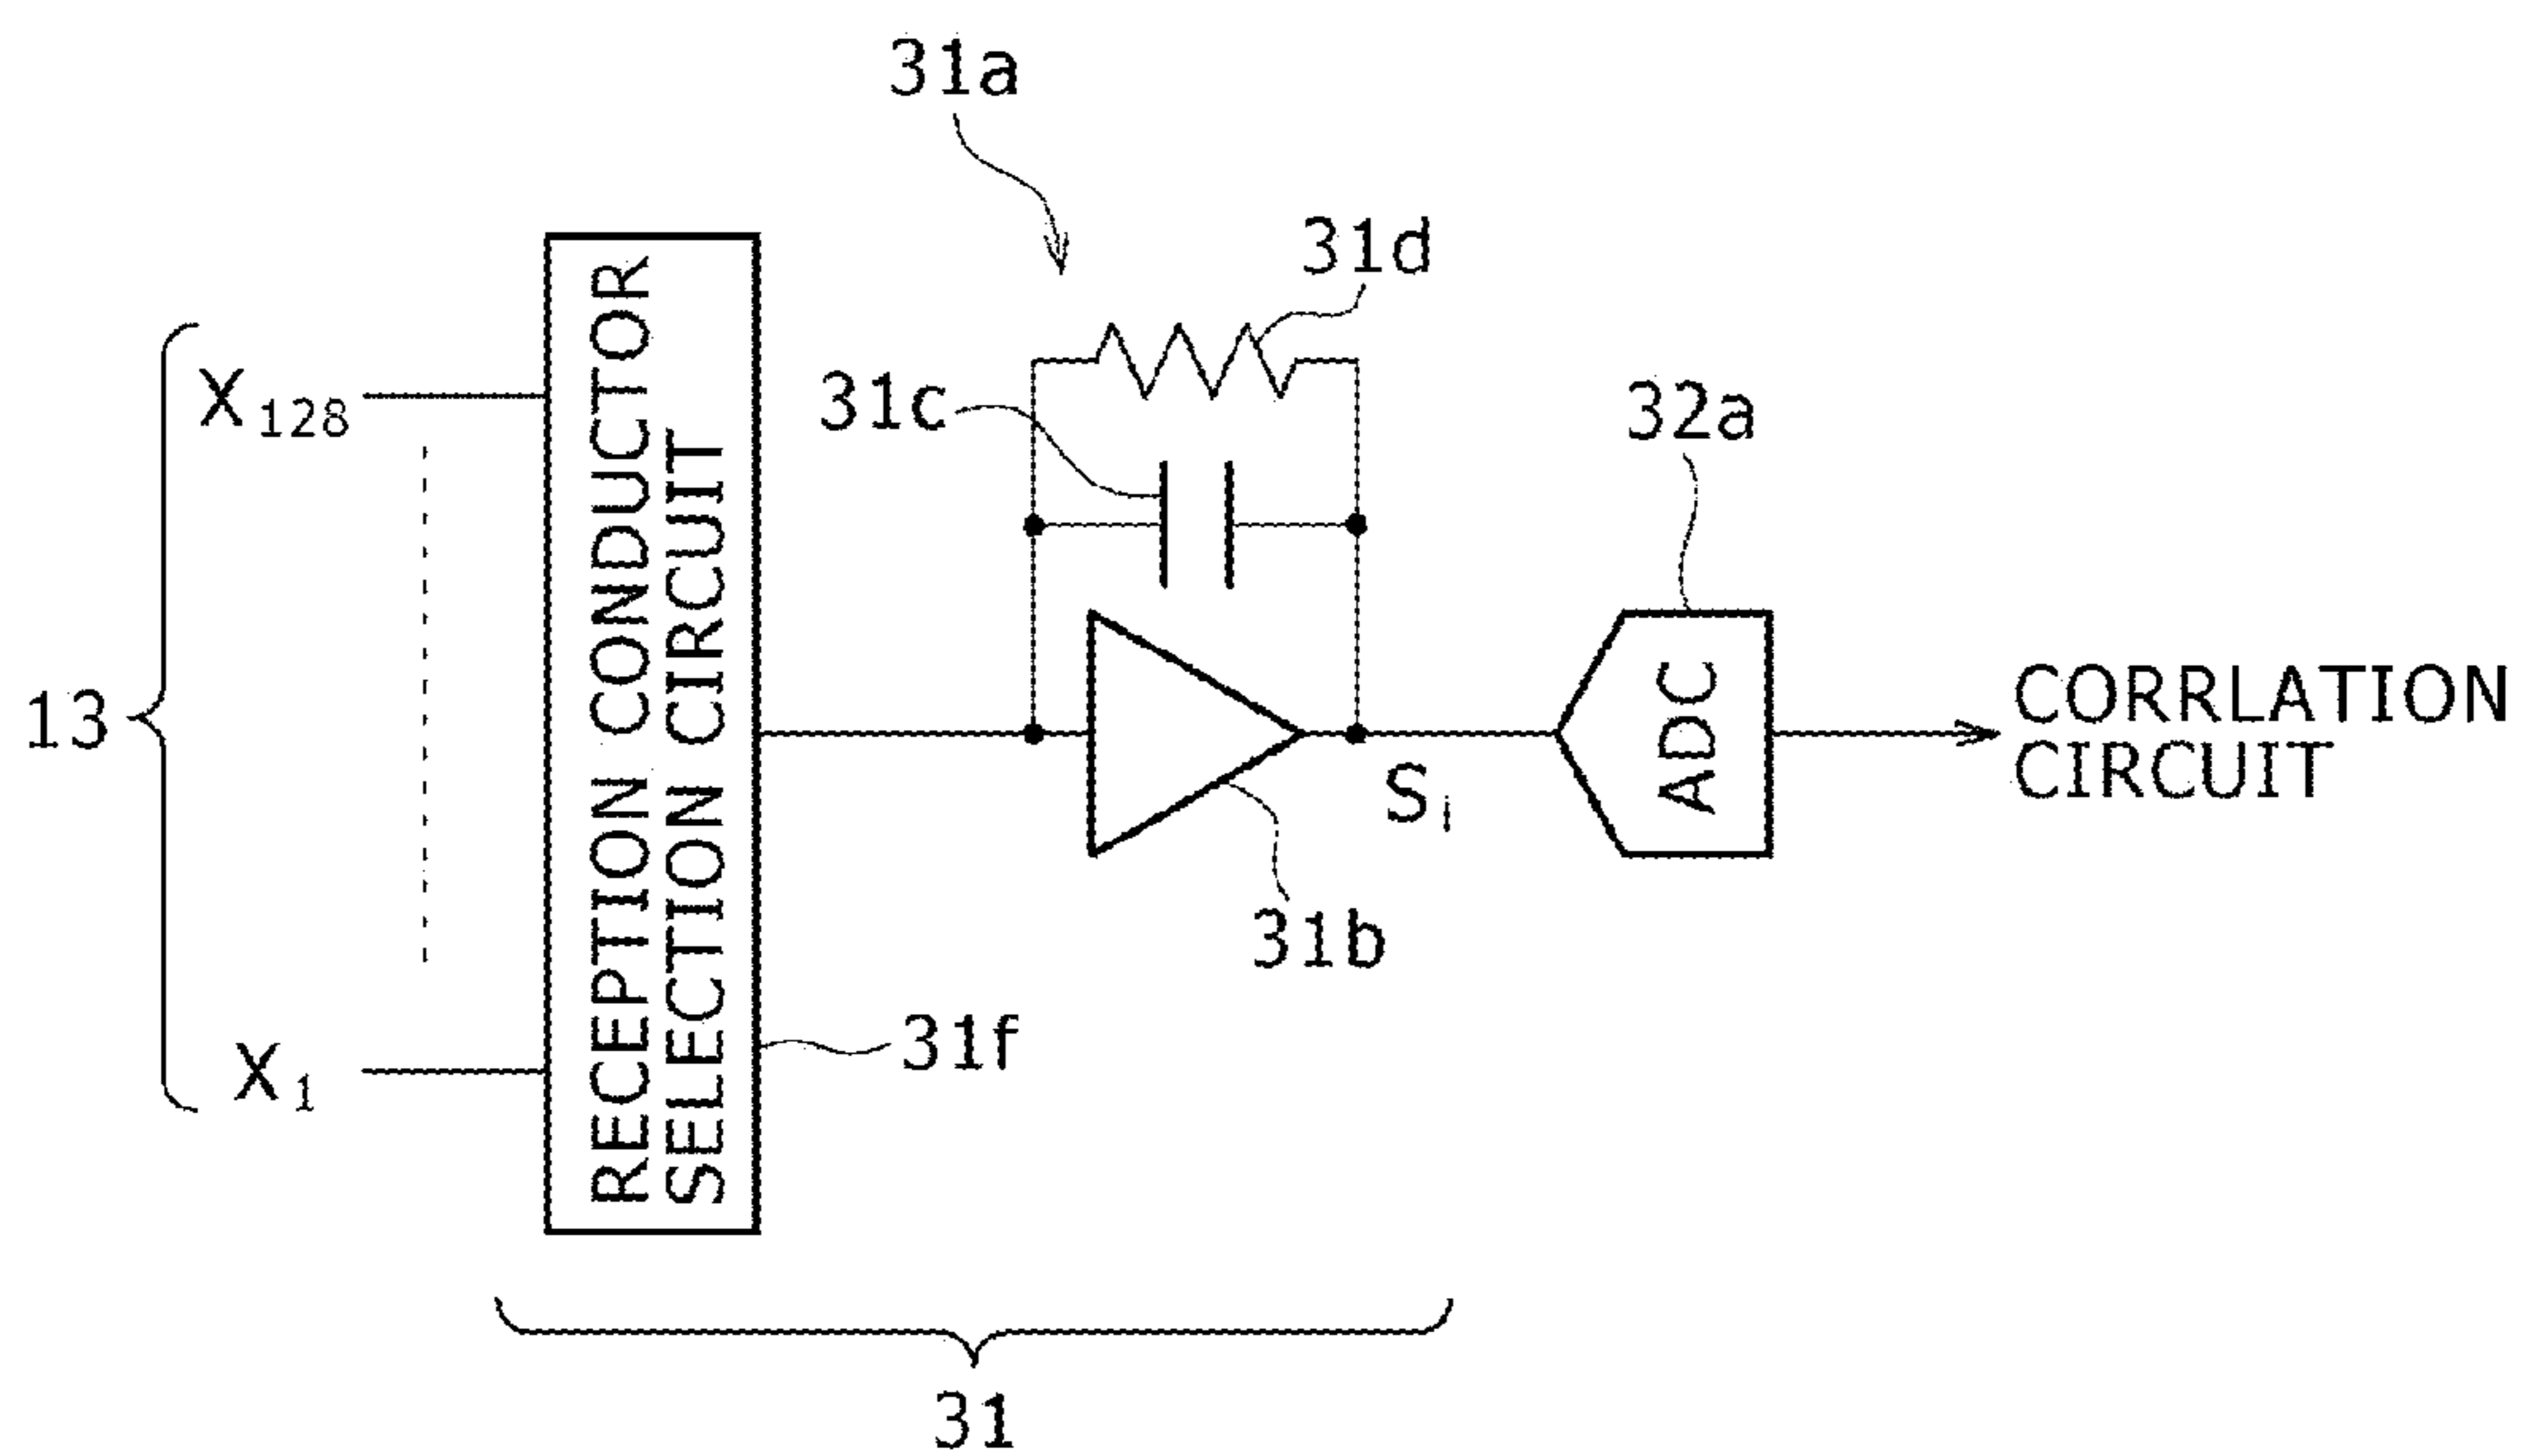 31a
31d
31c
32a
X128
RECEPTION CONDUCTOR
SELECTION CIRCUIT
13
ADC
CORRLATION
CIRCUIT
Si
31b
31f
X1
31